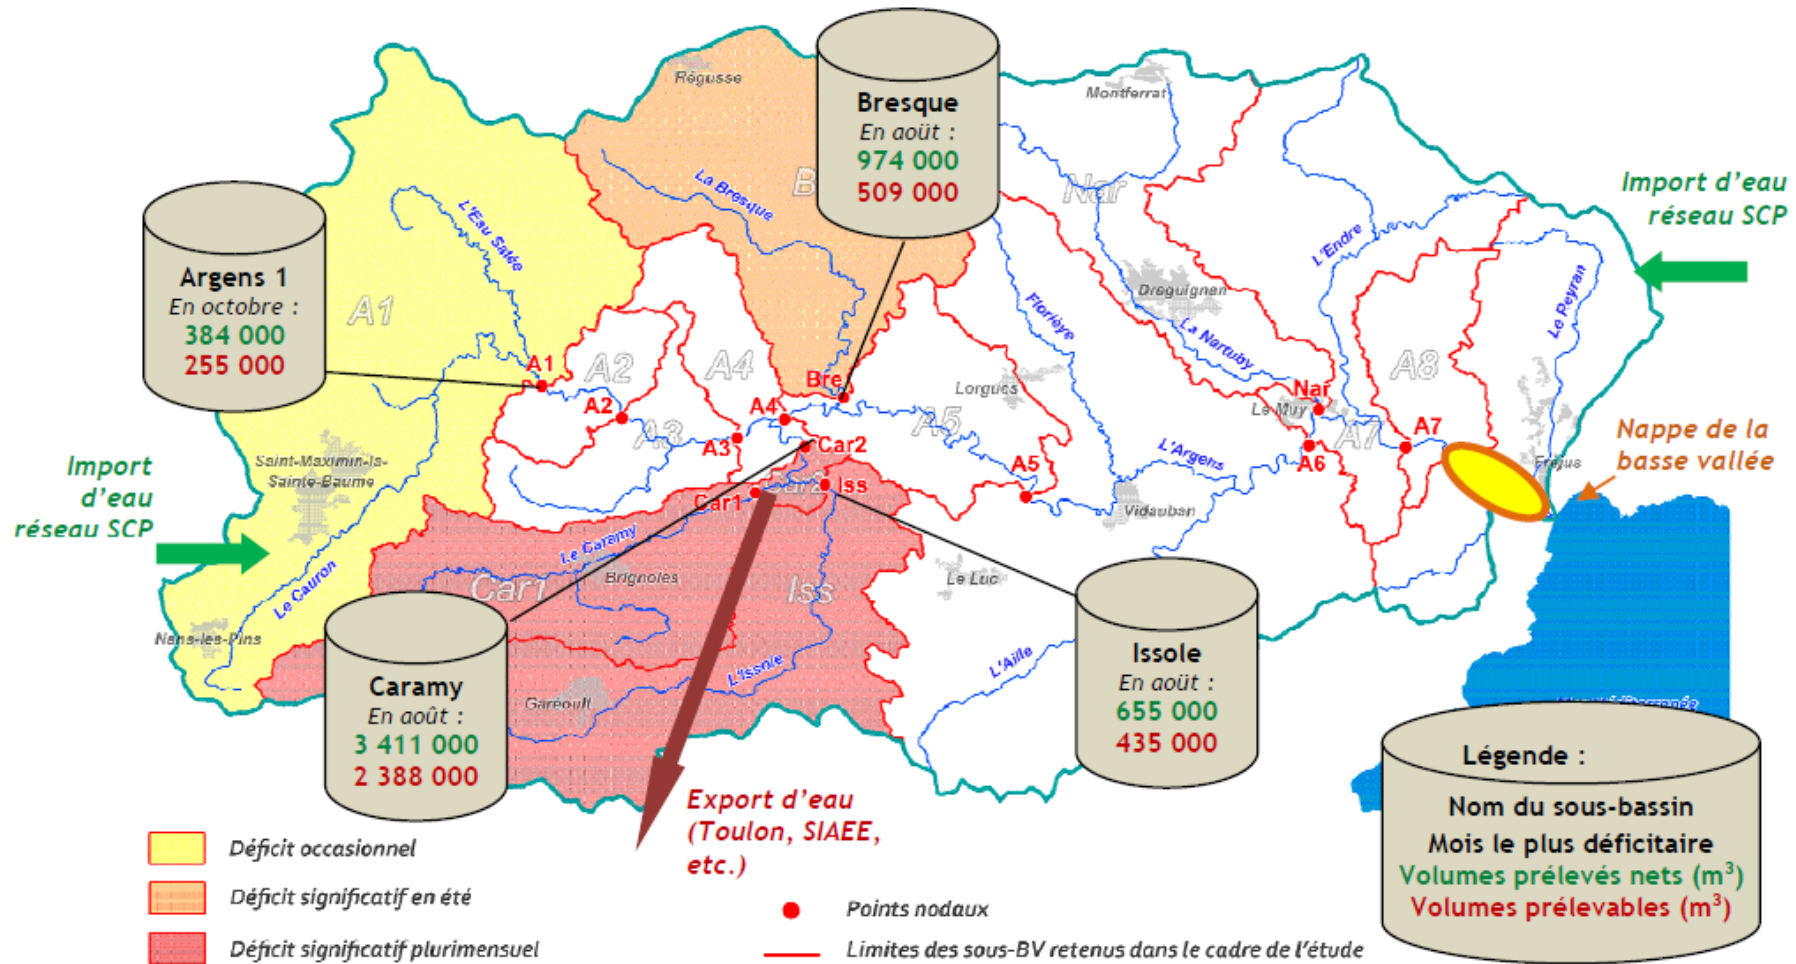 Régusse
Montferrat
Bresque
En août :
974 000
509 000
B
Nar
La Bresque
L'Eau Salée
Import d'eau
réseau SCP
Argens 1
En octobre :
384 000
255 000
A1
L'Endre
Le Peyran
Draguignan
Florièye
La Nartuby
A1
A2
A4
A8
Bre
Lorgues
Nar
Le Muy
A2
A3
A4
A5
A7
A7
A3
Car2
A6
L'Argens
Nappe de la
basse vallée
Fréjus
Saint-Maximin-la-
Sainte-Baume
Import
d'eau
réseau SCP
A5
Car1
Car2
Iss
Vidauban
Le Caramy
Brignoles
Car1
Iss
Le Luc
Le Cauron
Nans-les-Pins
L'Issole
Garéoult
L'Aille
Caramy
En août :
3 411 000
2 388 000
Issole
En août :
655 000
435 000
Export d'eau
(Toulon, SIAEE,
etc.)
Légende :
Nom du sous-bassin
Mois le plus déficitaire
Volumes prélevés nets (m³)
Volumes prélevables (m³)
Déficit occasionnel
Déficit significatif en été
Déficit significatif plurimensuel
Points nodaux
Limites des sous-BV retenus dans le cadre de l'étude